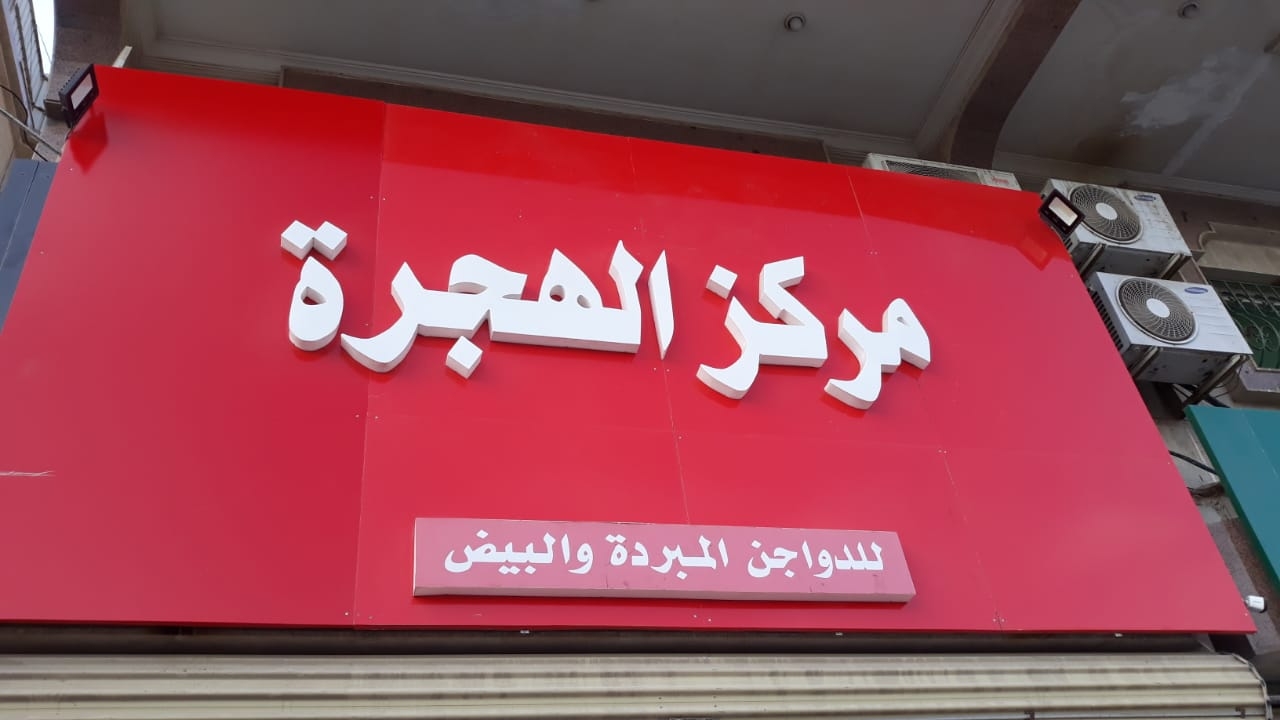 مركز الهجرة
للدواجن المبردة والبيض